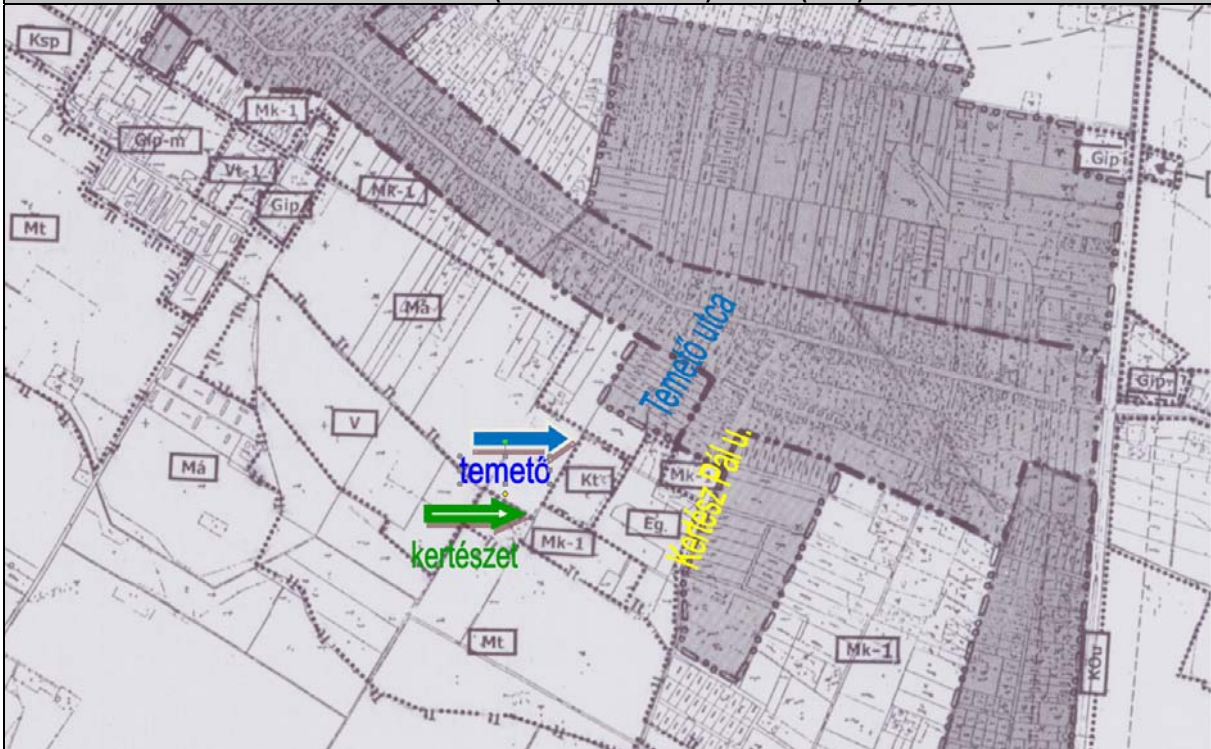 Ksp
Mk-1
Gip-m
Gip
Vt-1
Mk-1
Gip
Mt
Má
Temető utca
Gip
V
Kertész Pál u.
Má
temető
Kt
Eg
kertészet
Mk-1
Mt
Mk-1
KÖu